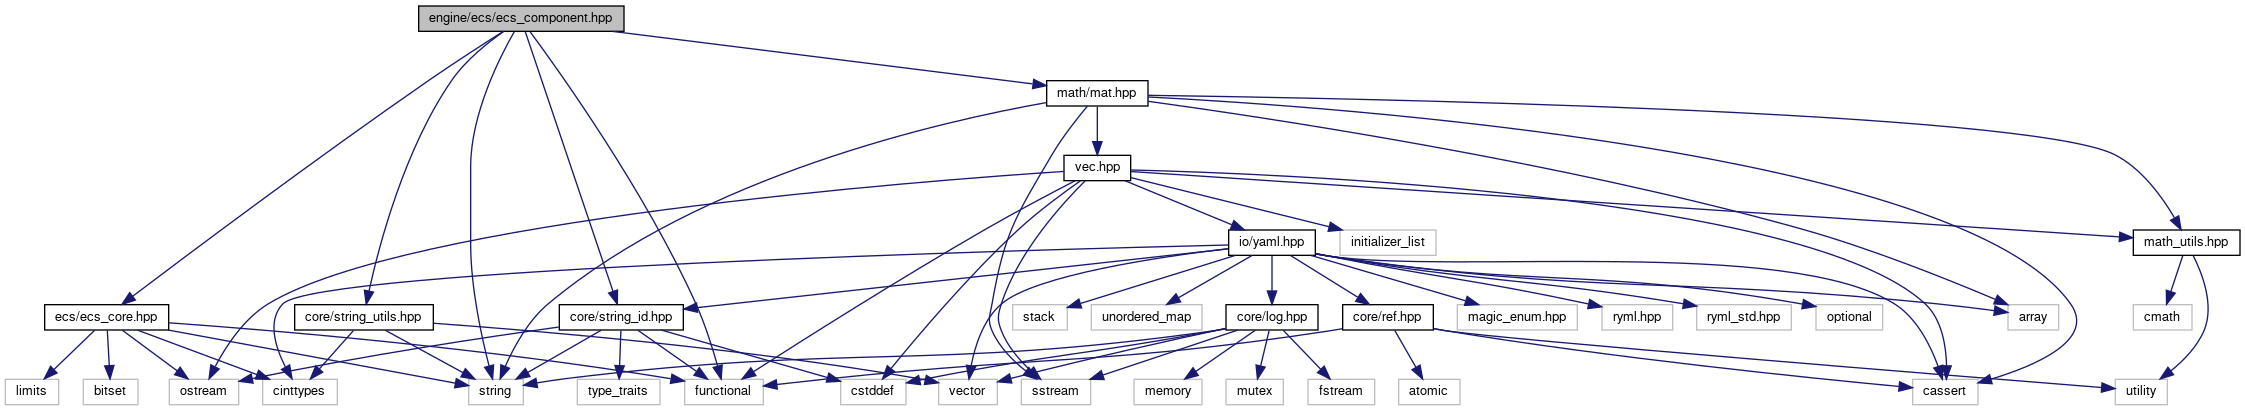 engine/ecs/ecs_component.hpp
math/mat.hpp
vec.hpp
io/yaml.hpp
initializer_list
math_utils.hpp
ecs/ecs_core.hpp
core/string_utils.hpp
core/string_id.hpp
stack
unordered_map
core/log.hpp
core/ref.hpp
magic_enum.hpp
ryml.hpp
ryml_std.hpp
optional
array
cmath
limits
bitset
ostream
cinttypes
string
type_traits
functional
cstddef
vector
sstream
memory
mutex
fstream
atomic
cassert
utility